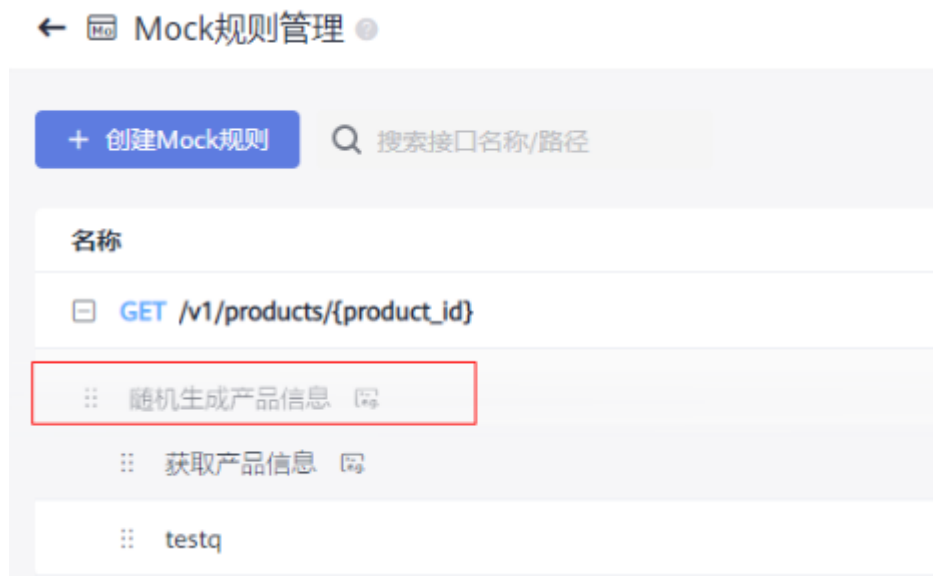 Mock规则管理
+ 创建Mock规则 搜索接口名称/路径
名称
GET /v1/products/{product_id}
随机生成产品信息
获取产品信息
testq